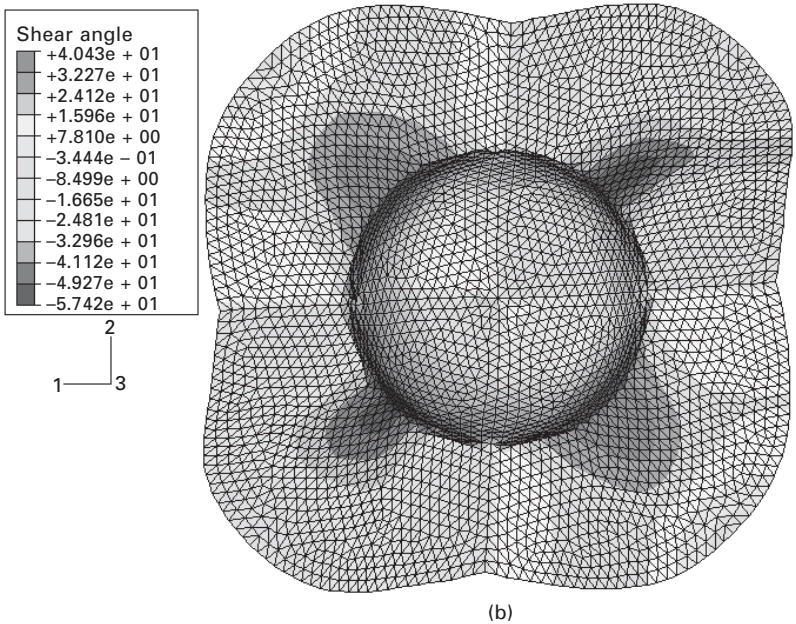 Shear angle
+4.043e + 01
+3.227e + 01
+2.412e + 01
+1.596e + 01
+7.810e + 00
−3.444e − 01
−8.499e + 00
−1.665e + 01
−2.481e + 01
−3.296e + 01
−4.112e + 01
−4.927e + 01
−5.742e + 01
2
1
3
(b)